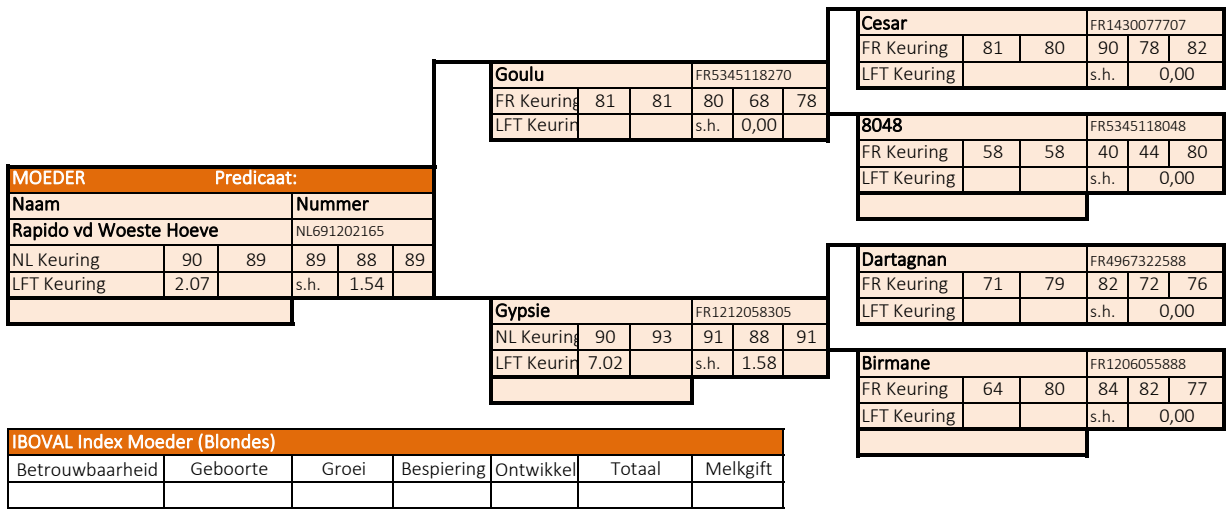 Cesar FR1430077707
FR Keuring 81 80 90 78 82
LFT Keuring s.h. 0,00
Goulu FR5345118270
FR Keuring 81 81 80 68 78
LFT Keurin s.h. 0,00
8048 FR5345118048
FR Keuring 58 58 40 44 80
LFT Keuring s.h. 0,00
MOEDER Predicaat:
Naam Nummer
Rapido vd Woeste Hoeve NL691202165
NL Keuring 90 89 89 88 89
LFT Keuring 2.07 s.h. 1.54
Dartagnan FR4967322588
FR Keuring 71 79 82 72 76
LFT Keuring s.h. 0,00
Gypsie FR1212058305
NL Keuring 90 93 91 88 91
LFT Keurin 7.02 s.h. 1.58
Birmane FR1206055888
FR Keuring 64 80 84 82 77
LFT Keuring s.h. 0,00
IBOVAL Index Moeder (Blondes)
Betrouwbaarheid Geboorte Groei Bespiering Ontwikkel Totaal Melkgift